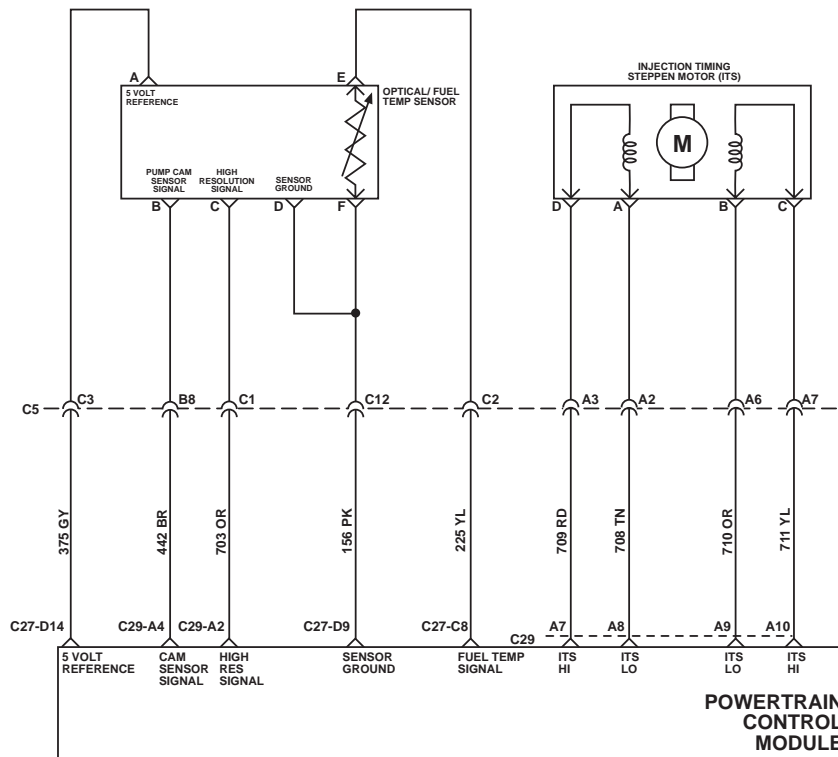 INJECTION TIMING
STEPPEN MOTOR (ITS)
A
E
5 VOLT
REFERENCE
OPTICAL/ FUEL
TEMP SENSOR
M
PUMP CAM
SENSOR
SIGNAL
HIGH
RESOLUTION
SIGNAL
SENSOR
GROUND
B
C
D
F
D
A
B
C
C5
C3
B8
C1
C12
C2
A3
A2
A6
A7
375 GY
442 BR
703 OR
156 PK
225 YL
709 RD
708 TN
710 OR
711 YL
C27-D14
C29-A4
C29-A2
C27-D9
C27-C8
C29
A7
A8
A9
A10
5 VOLT
REFERENCE
CAM
SENSOR
SIGNAL
HIGH
RES
SIGNAL
SENSOR
GROUND
FUEL TEMP
SIGNAL
ITS
HI
ITS
LO
ITS
LO
ITS
HI
POWERTRAIN
CONTROL
MODULE